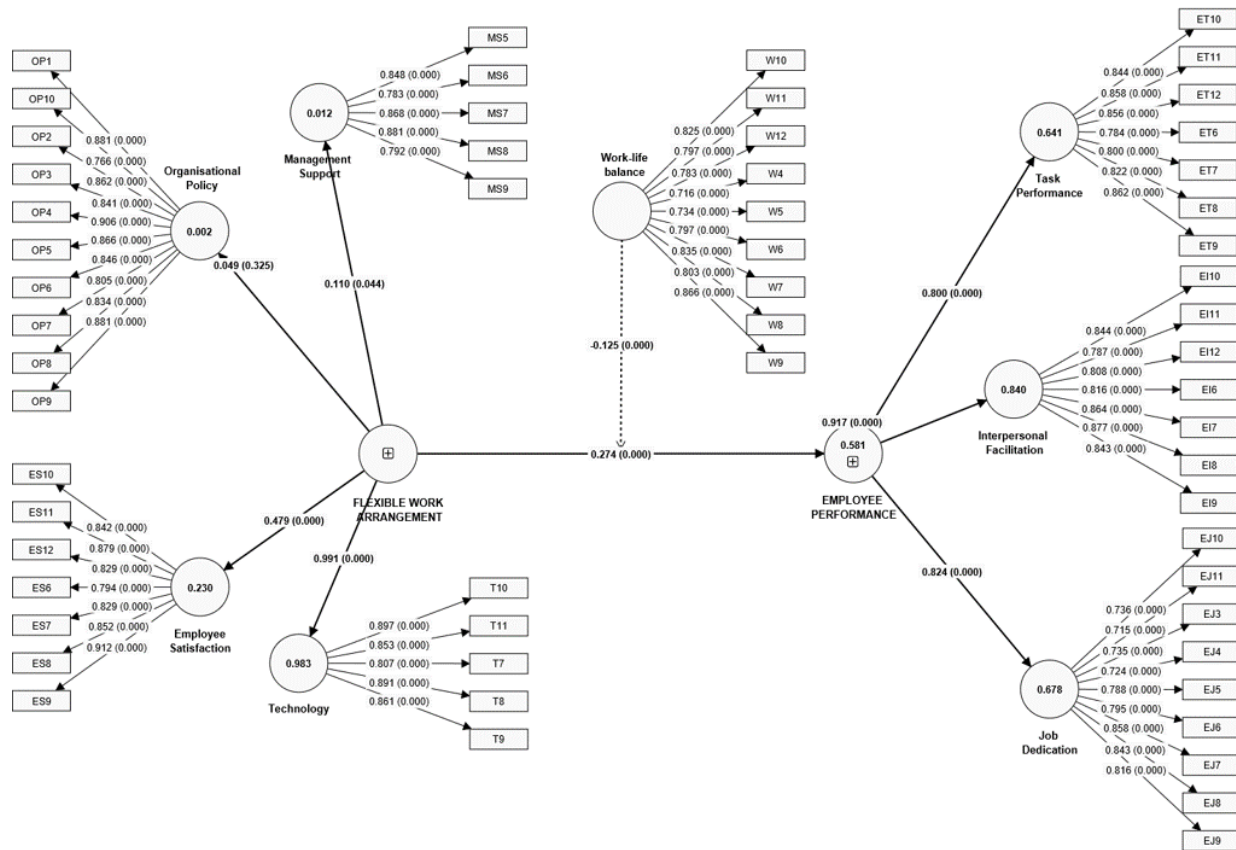 OP1
OP10
OP2
OP3
OP4
OP5
OP6
OP7
OP8
OP9
0.881 (0.000)
0.766 (0.000)
0.862 (0.000)
0.841 (0.000)
0.906 (0.000)
0.866 (0.000)
0.846 (0.000)
0.805 (0.000)
0.834 (0.000)
0.881 (0.000)
Organisational
Policy
0.002
0.049 (0.325)
MS5
MS6
MS7
MS8
MS9
0.848 (0.000)
0.783 (0.000)
0.868 (0.000)
0.881 (0.000)
0.792 (0.000)
0.012
Management
Support
0.110 (0.044)
W10
W11
W12
W4
W5
W6
W7
W8
W9
0.825 (0.000)
0.797 (0.000)
0.783 (0.000)
0.716 (0.000)
0.734 (0.000)
0.797 (0.000)
0.835 (0.000)
0.803 (0.000)
0.866 (0.000)
Work-life
balance
-0.125 (0.000)
ET10
ET11
ET12
ET6
ET7
ET8
ET9
0.844 (0.000)
0.858 (0.000)
0.856 (0.000)
0.784 (0.000)
0.800 (0.000)
0.822 (0.000)
0.862 (0.000)
0.641
Task
Performance
0.800 (0.000)
EI10
EI11
EI12
EI6
EI7
EI8
EI9
0.844 (0.000)
0.787 (0.000)
0.808 (0.000)
0.816 (0.000)
0.864 (0.000)
0.877 (0.000)
0.843 (0.000)
0.840
Interpersonal
Facilitation
0.917 (0.000)
0.581
EMPLOYEE
PERFORMANCE
0.274 (0.000)
FLEXIBLE WORK
ARRANGEMENT
ES10
ES11
ES12
ES6
ES7
ES8
ES9
0.842 (0.000)
0.879 (0.000)
0.829 (0.000)
0.794 (0.000)
0.829 (0.000)
0.852 (0.000)
0.912 (0.000)
0.230
Employee
Satisfaction
0.479 (0.000)
0.991 (0.000)
T10
T11
T7
T8
T9
0.897 (0.000)
0.853 (0.000)
0.807 (0.000)
0.891 (0.000)
0.861 (0.000)
0.983
Technology
0.824 (0.000)
EJ10
EJ11
EJ3
EJ4
EJ5
EJ6
EJ7
EJ8
EJ9
0.736 (0.000)
0.715 (0.000)
0.735 (0.000)
0.724 (0.000)
0.788 (0.000)
0.795 (0.000)
0.858 (0.000)
0.843 (0.000)
0.816 (0.000)
0.678
Job
Dedication